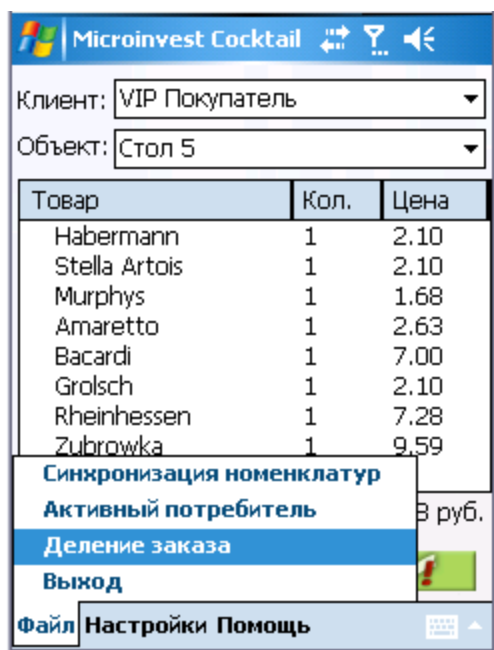 Microinvest Cocktail
Клиент: VIP Покупатель
Объект: Стол 5
Товар Кол. Цена
Habermann 1 2.10
Stella Artois 1 2.10
Murphys 1 1.68
Amaretto 1 2.63
Bacardi 1 7.00
Grolsch 1 2.10
Rheinhessen 1 7.28
Zubrowka 1 9.59
Синхронизация номенклатур
Активный потребитель
руб.
Деление заказа
Выход
Файл Настройки Помощь